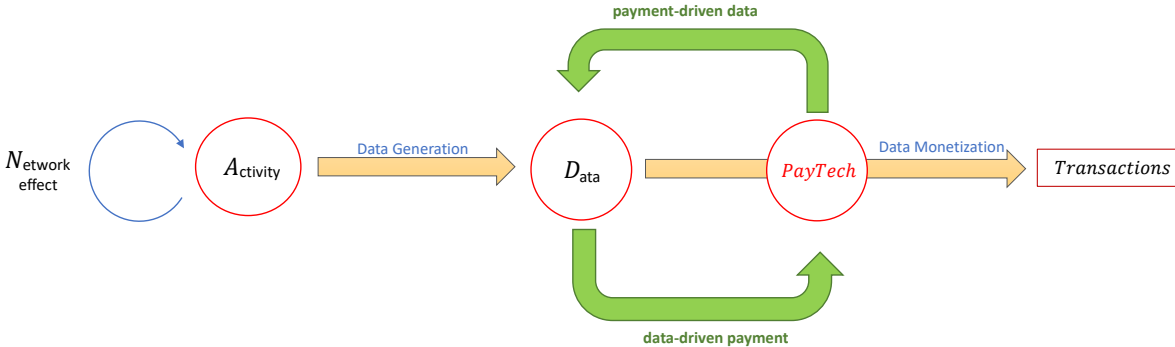 payment-driven data
Network
effect
Activity
Data Generation
Data
PayTech
Data Monetization
Transactions
data-driven payment